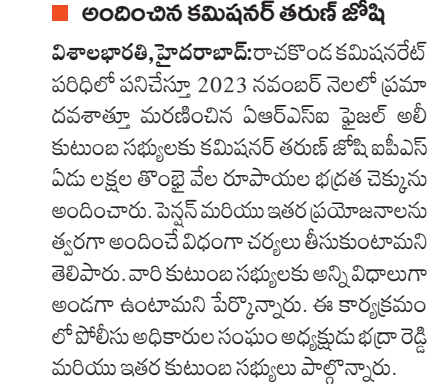 అందించిన కమిషనర్ తరుణ్ జోషి
విశాలభారతి,హైదరాబాద్:రాచకొండ కమిషనరేట్
పరిధిలో పనిచేస్తూ 2023 నవంబర్ నెలలో ప్రమా
దవశాత్తూ మరణించిన ఏఆర్ఎస్ఐ ఫైజల్ అలీ
కుటుంబ సభ్యులకు కమిషనర్ తరుణ్ జోషి ఐపీఎస్
ఏడు లక్షల తొంభై వేల రూపాయల భద్రత చెక్కును
అందించారు. పెన్షన్ మరియు ఇతర ప్రయోజనాలను
త్వరగా అందించే విధంగా చర్యలు తీసుకుంటామని
తెలిపారు. వారి కుటుంబ సభ్యులకు అన్ని విధాలుగా
అండగా ఉంటామని పేర్కొన్నారు. ఈ కార్యక్రమం
లో పోలీసు అధికారుల సంఘం అధ్యక్షుడు భద్రా రెడ్డి
మరియు ఇతర కుటుంబ సభ్యులు పాల్గొన్నారు.